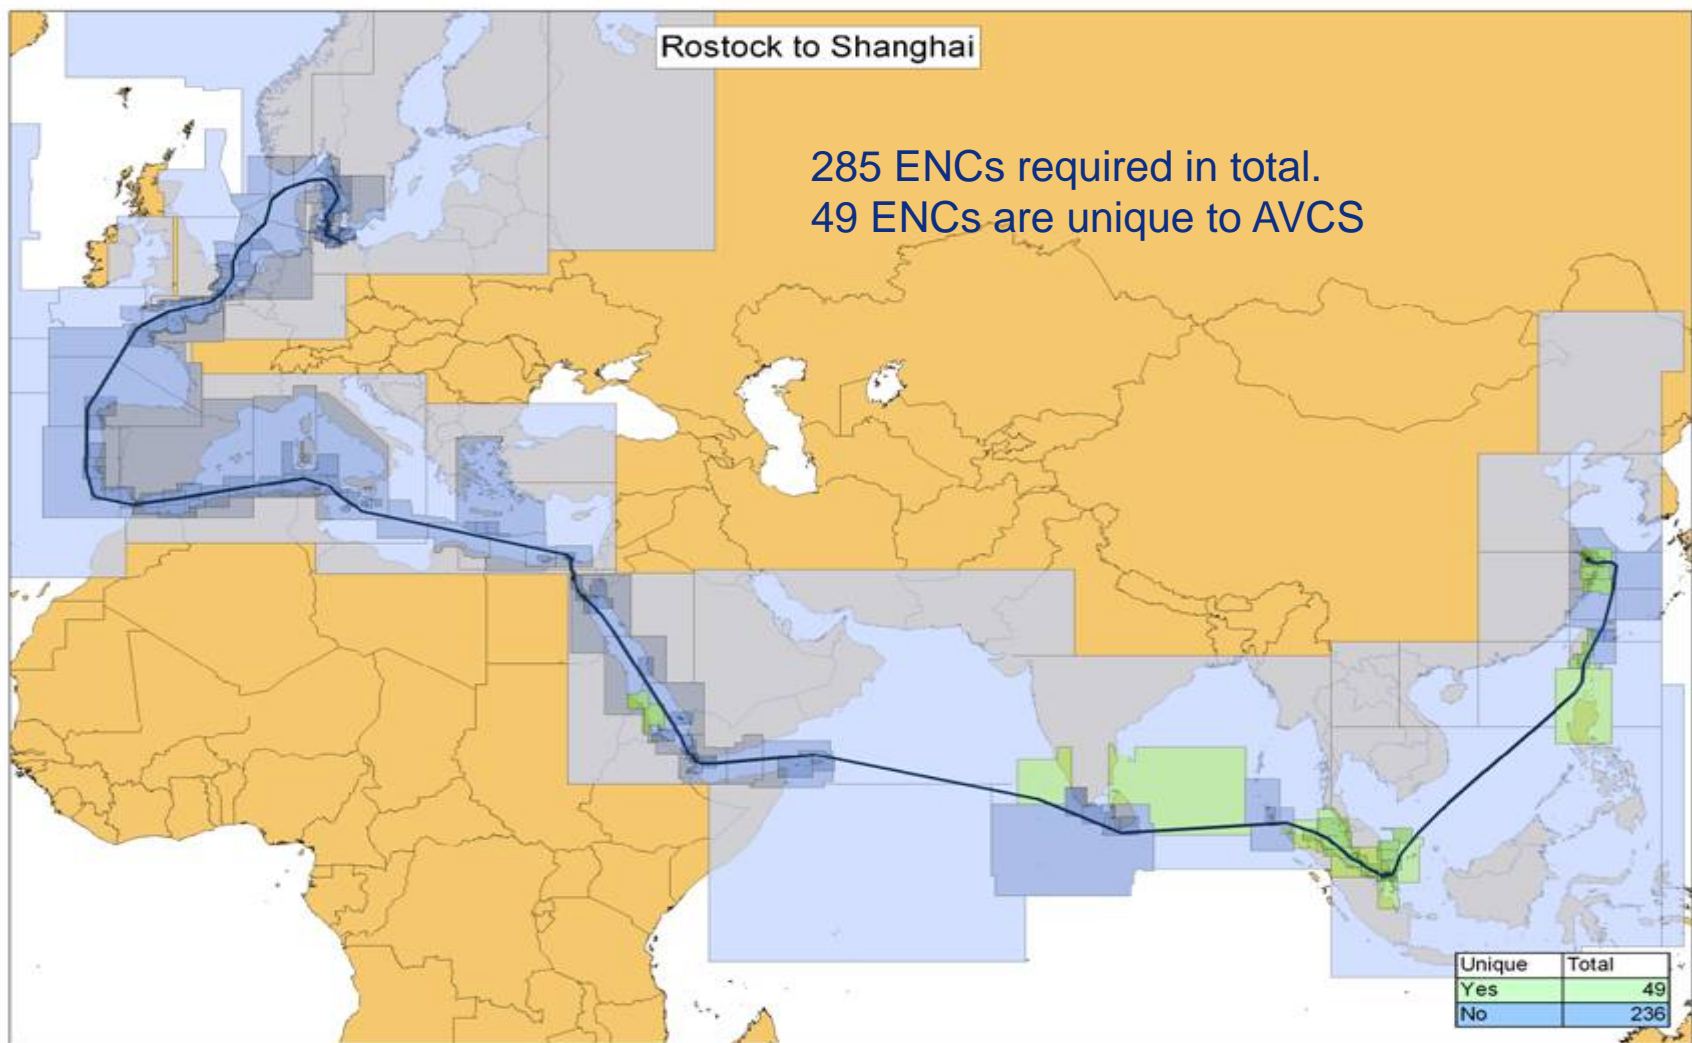 Rostock to Shanghai
285 ENCs required in total.
49 ENCs are unique to AVCS
Unique Total
Yes 49
No 236